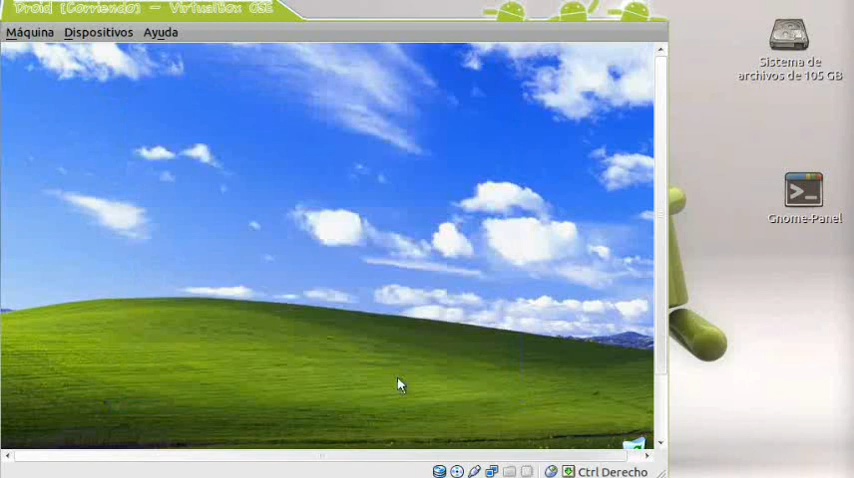 Droid (Corriendo) – VirtualBox OSE
Máquina Dispositivos Ayuda
Sistema de
archivos de 105 GB
Gnome-Panel
Ctrl Derecho